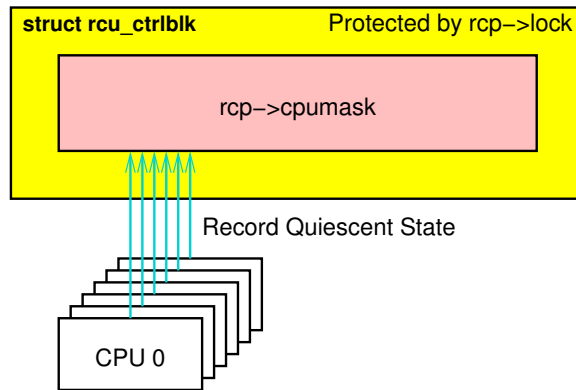 struct rcu_ctrlblk Protected by rcp->lock
rcp->cpumask
Record Quiescent State
CPU 0